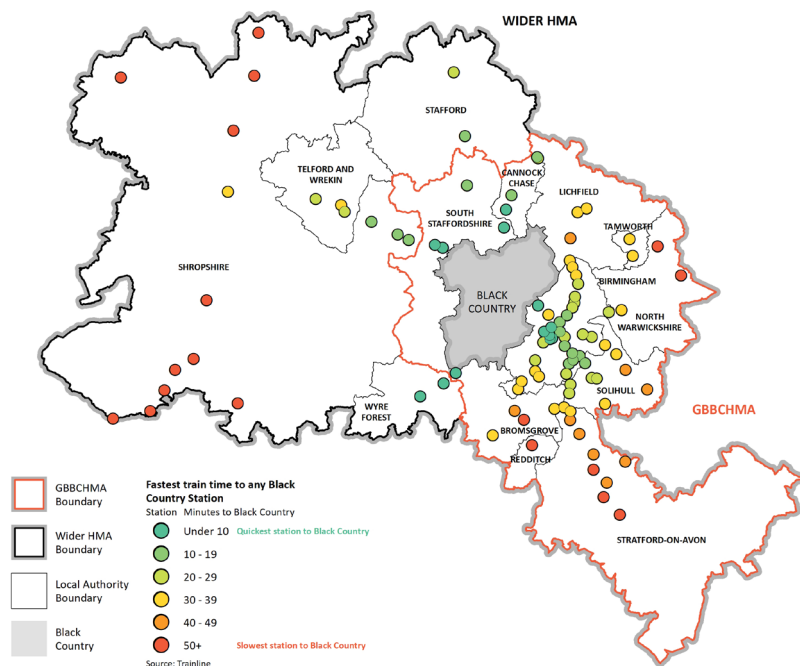 WIDER HMA
STAFFORD
CANNOCK
CHASE
LICHFIELD
TELFORD AND
WREKIN
SOUTH
STAFFORDSHIRE
TAMWORTH
SHROPSHIRE
BIRMINGHAM
BLACK
COUNTRY
NORTH
WARWICKSHIRE
SOLIHULL
WYRE
FOREST
GBBCHMA
BROMSGROVE
REDDITCH
STRATFORD-ON-AVON
GBBCHMA
Boundary
Wider HMA
Boundary
Local Authority
Boundary
Black
Country
Fastest train time to any Black
Country Station
Station Minutes to Black Country
Under 10 Quickest station to Black Country
10 - 19
20 - 29
30 - 39
40 - 49
50+ Slowest station to Black Country
Source: Trainline